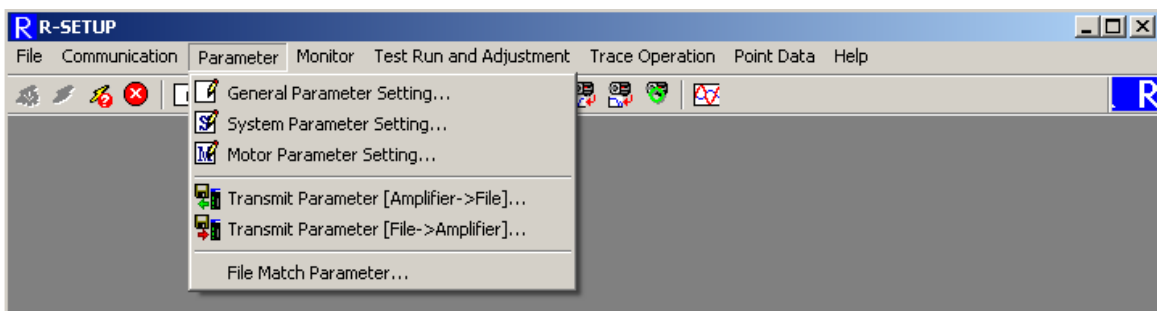 R R-SETUP
File Communication Parameter Monitor Test Run and Adjustment Trace Operation Point Data Help
R
General Parameter Setting...
System Parameter Setting...
Motor Parameter Setting...
Transmit Parameter [Amplifier->File]...
Transmit Parameter [File->Amplifier]...
File Match Parameter...